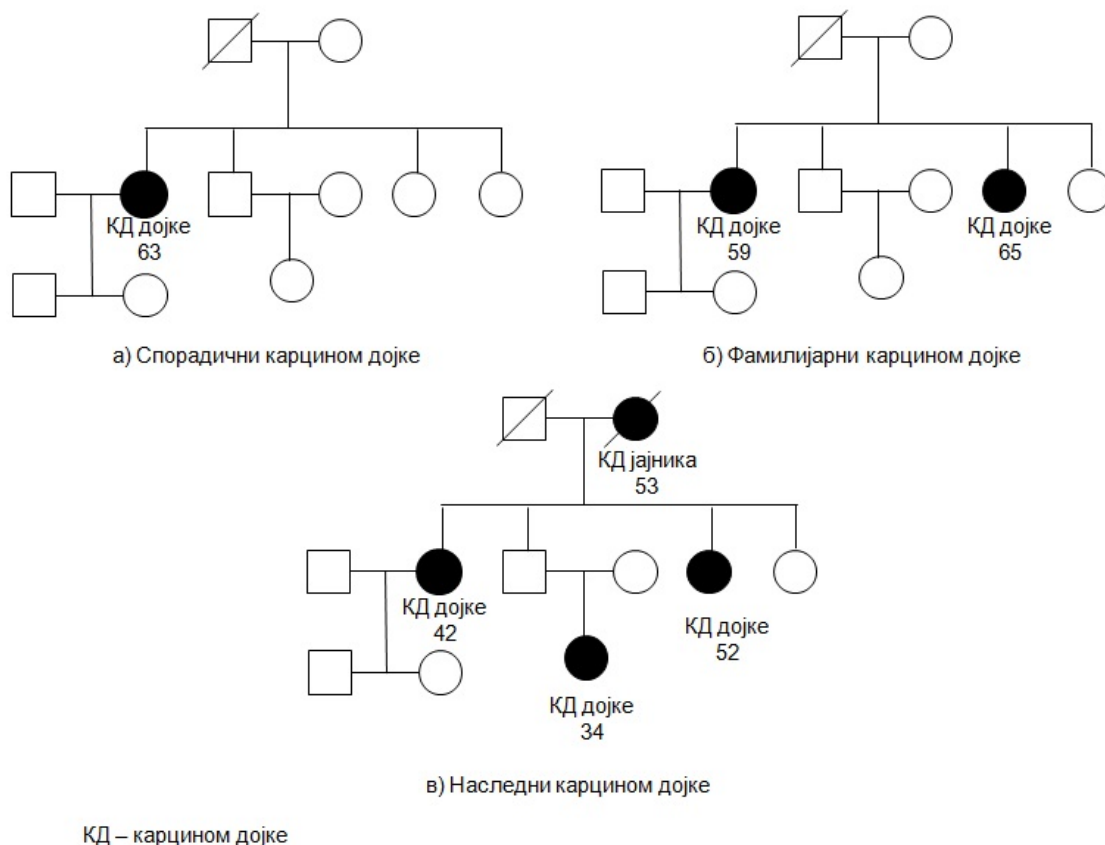 КД дојке
63
а) Спорадични карцином дојке
КД дојке
59
КД дојке
65
б) Фамилијарни карцином дојке
КД јајника
53
КД дојке
42
КД дојке
52
КД дојке
34
в) Наследни карцином дојке
КД – карцином дојке